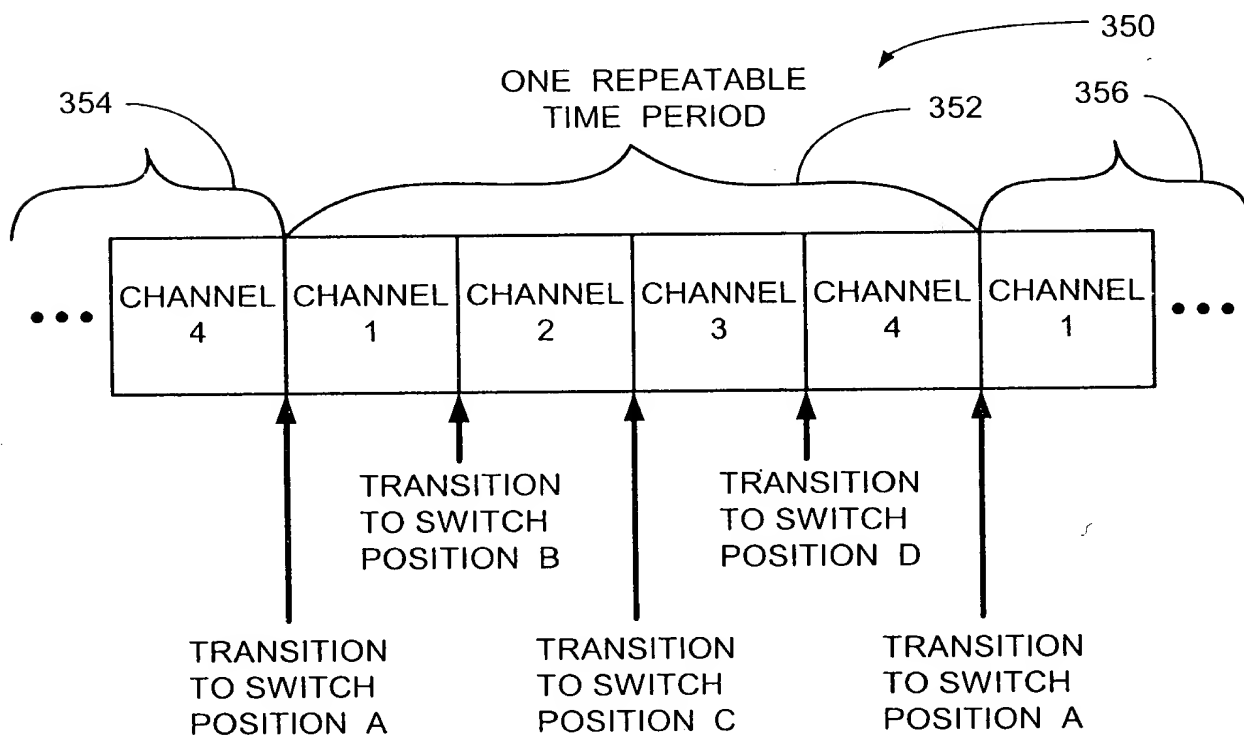 350
ONE REPEATABLE
TIME PERIOD
354
352
356
CHANNEL
4
CHANNEL
1
CHANNEL
2
CHANNEL
3
CHANNEL
4
CHANNEL
1
TRANSITION
TO SWITCH
POSITION B
TRANSITION
TO SWITCH
POSITION D
TRANSITION
TO SWITCH
POSITION A
TRANSITION
TO SWITCH
POSITION C
TRANSITION
TO SWITCH
POSITION A